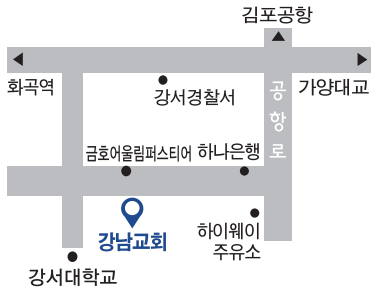 김포공항
화곡역
강서경찰서
가양대교
공항로
금호어울림퍼스티어
하나은행
강남교회
하이웨이
주유소
강서대학교